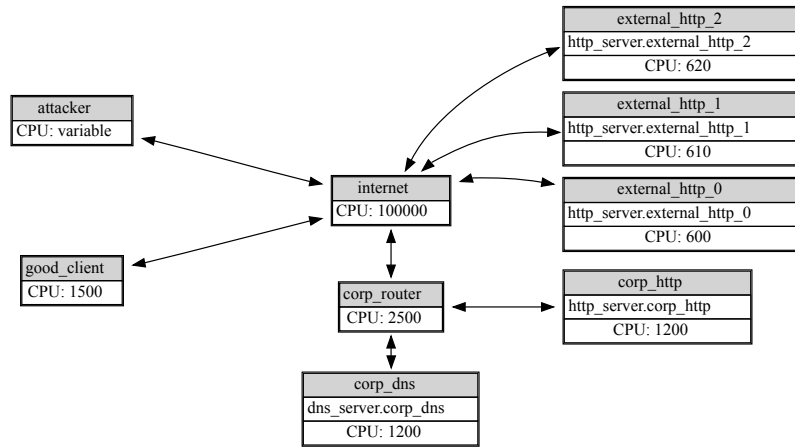 external_http_2
http_server.external_http_2
CPU: 620
attacker
CPU: variable
external_http_1
http_server.external_http_1
CPU: 610
internet
CPU: 100000
external_http_0
http_server.external_http_0
CPU: 600
good_client
CPU: 1500
corp_router
CPU: 2500
corp_http
http_server.corp_http
CPU: 1200
corp_dns
dns_server.corp_dns
CPU: 1200